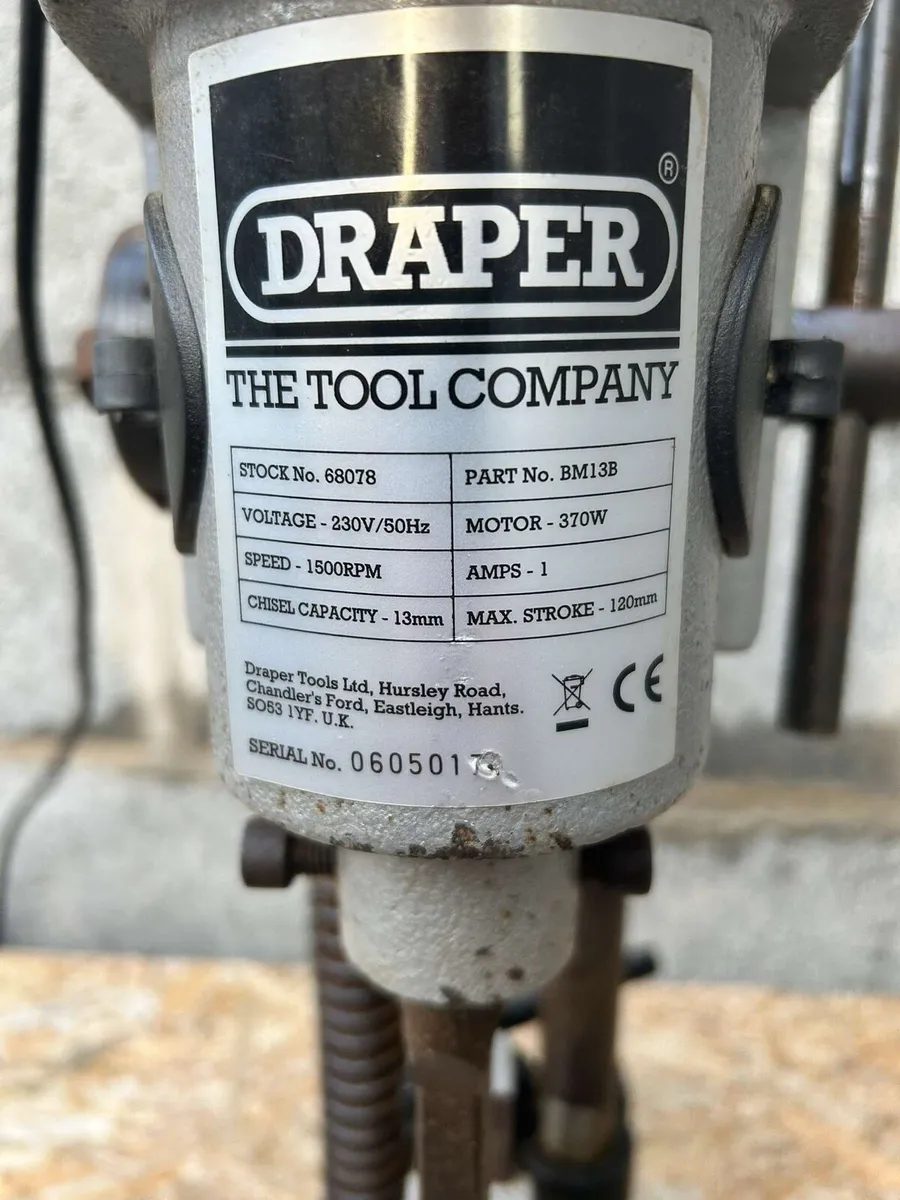 ®
DRAPER
THE TOOL COMPANY
STOCK No. 68078 PART No. BM13B
VOLTAGE - 230V/50Hz MOTOR - 370W
SPEED - 1500RPM AMPS - 1
CHISEL CAPACITY - 13mm MAX. STROKE - 120mm
Draper Tools Ltd, Hursley Road,
Chandler's Ford, Eastleigh, Hants.
SO53 1YF. U.K.
CE
SERIAL No. 060501